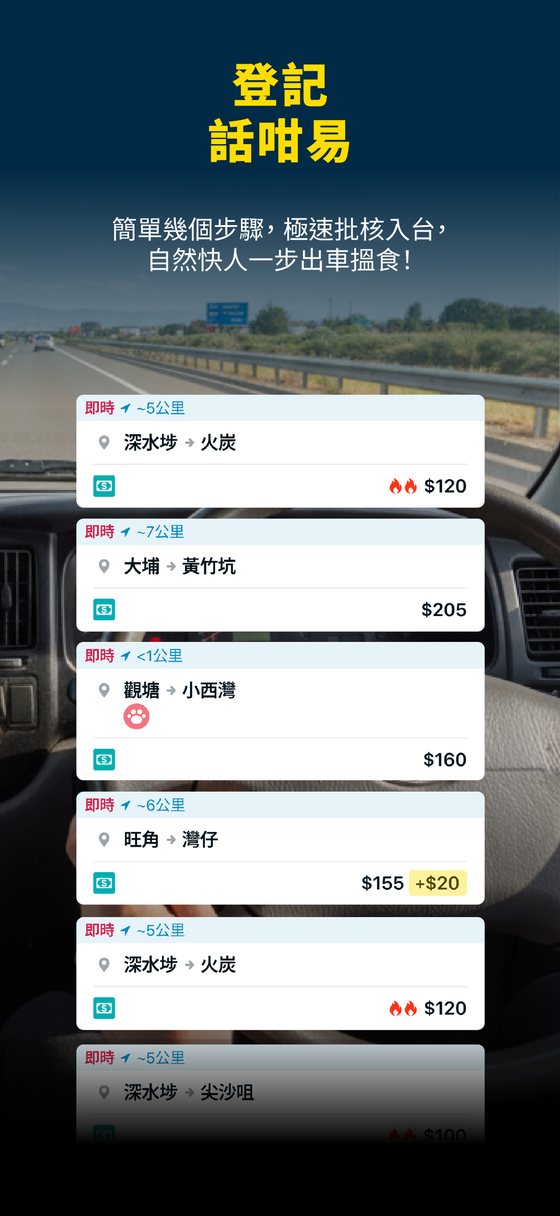 登記
話咁易
簡單幾個步驟，極速批核入台，
自然快人一步出車搵食！
即時 ~5公里
深水埗 → 火炭
$120
即時 ~7公里
大埔 → 黃竹坑
$205
即時 <1公里
觀塘 → 小西灣
$160
即時 ~6公里
旺角 → 灣仔
$155 +$20
即時 ~5公里
深水埗 → 火炭
$120
即時 ~5公里
深水埗 → 尖沙咀
$100